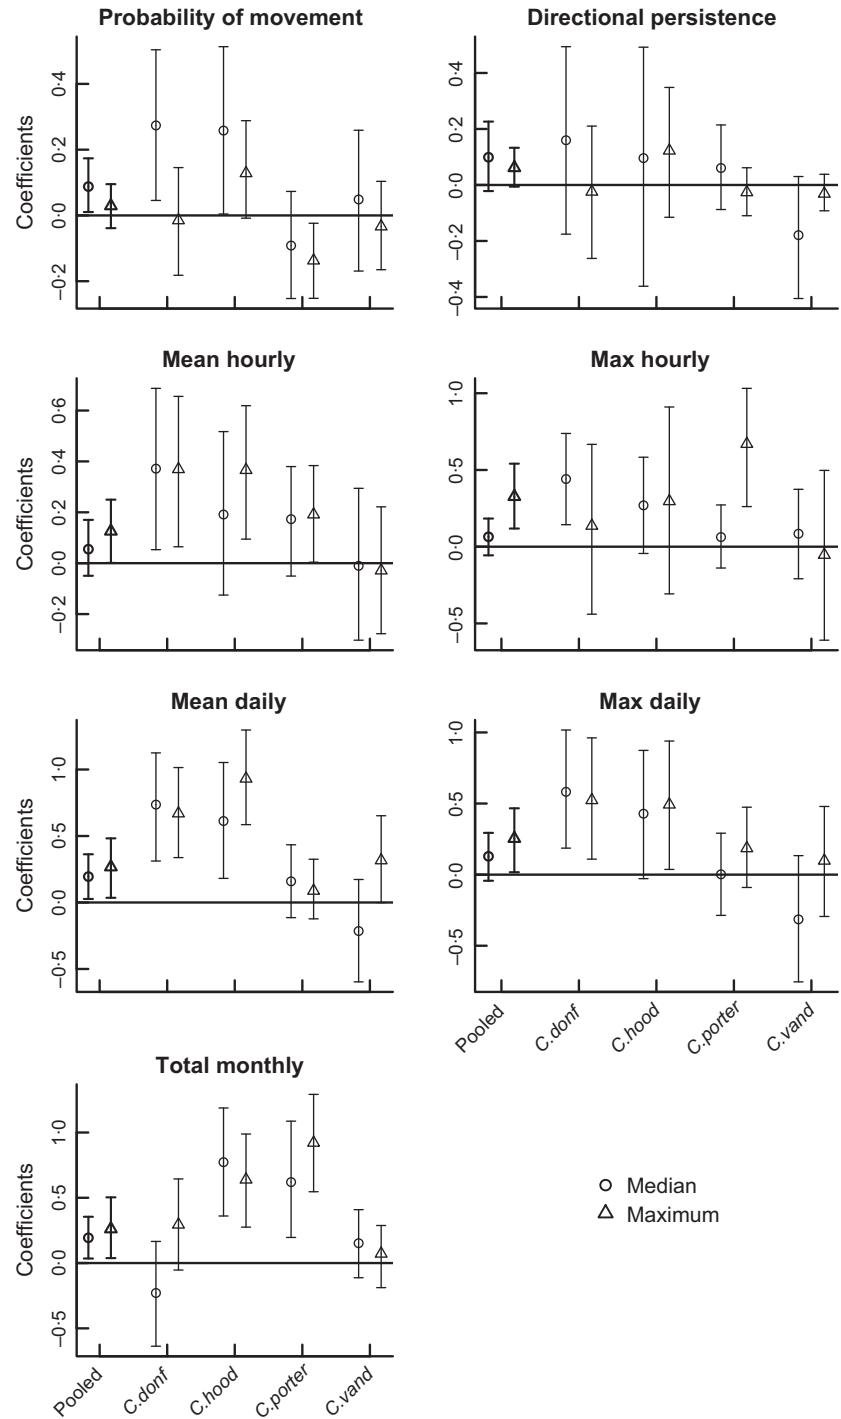 Probability of movement
Directional persistence
Coefficients
0·4
0·2
0·0
−0·2
0·4
0·2
0·0
−0·2
−0·4
Mean hourly
Max hourly
Coefficients
0·6
0·4
0·2
0·0
−0·2
1·0
0·5
0·0
−0·5
Mean daily
Max daily
Coefficients
1·0
0·5
0·0
−0·5
1·0
0·5
0·0
−0·5
Pooled
C.donf
C.hood
C.porter
C.vand
Total monthly
Coefficients
1·0
0·5
0·0
−0·5
Pooled
C.donf
C.hood
C.porter
C.vand
Median
Maximum